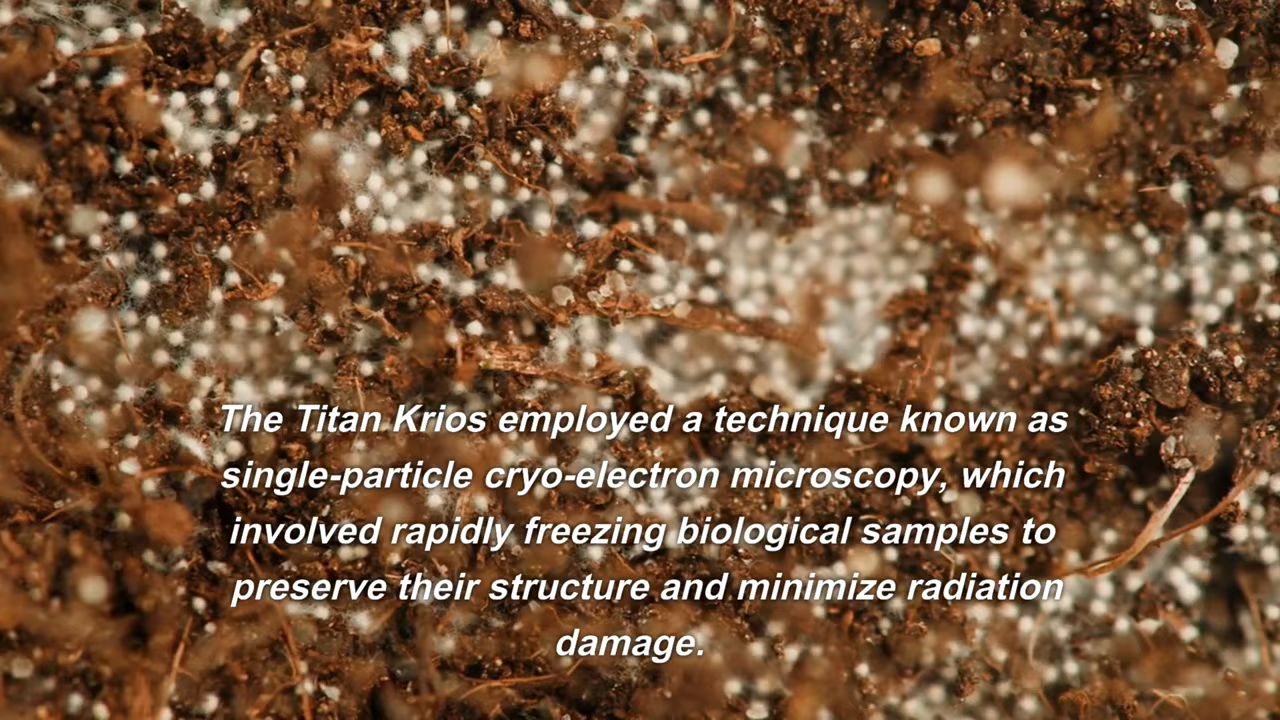 The Titan Krios employed a technique known as
single-particle cryo-electron microscopy, which
involved rapidly freezing biological samples to
preserve their structure and minimize radiation
damage.